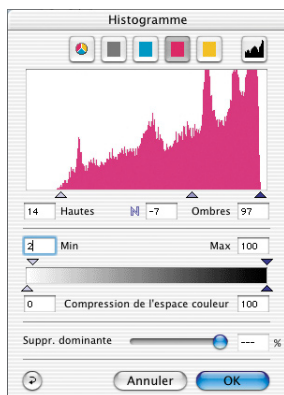 Histogramme
14 Hautes -7 Ombres 97
2 Min Max 100
0 Compression de l'espace couleur 100
Suppr. dominante --- %
Annuler OK